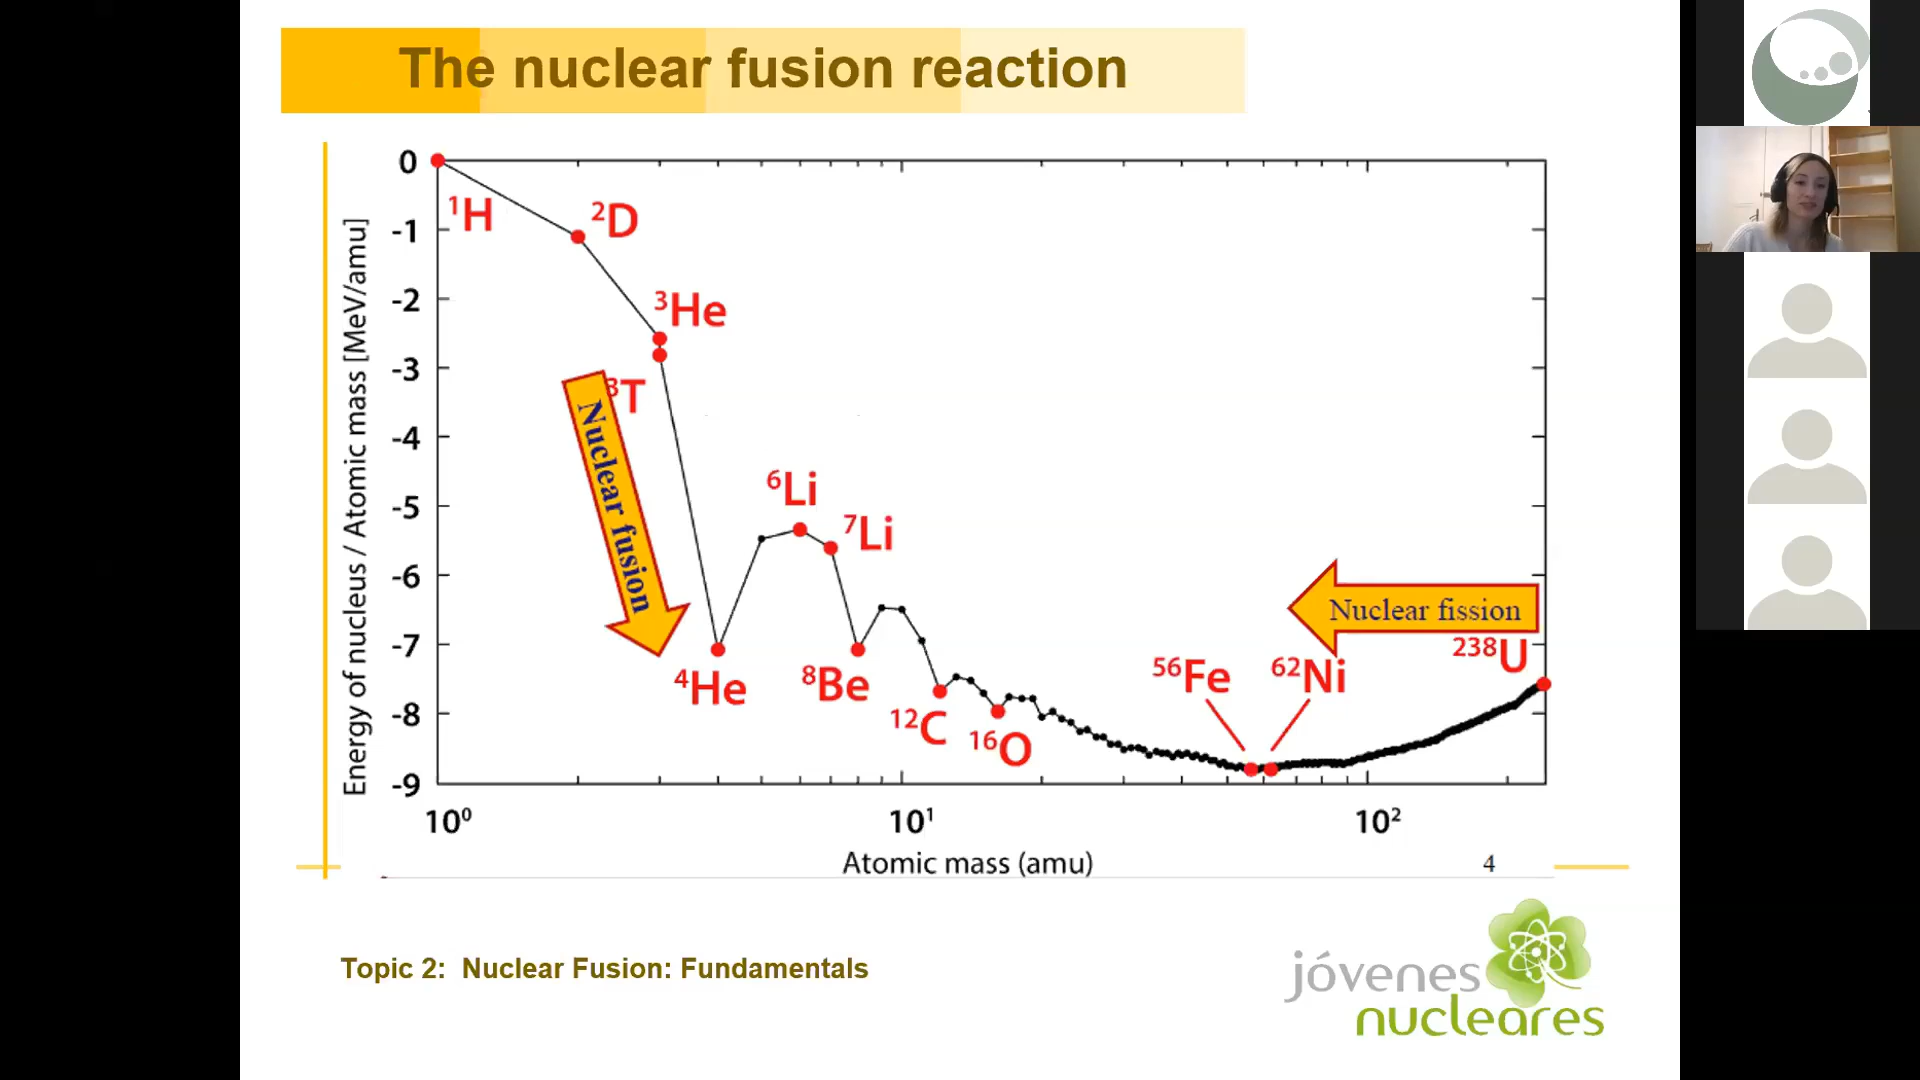 The nuclear fusion reaction
0
-1
-2
-3
-4
-5
-6
-7
-8
-9
Energy of nucleus / Atomic mass [MeV/amu]
¹H
²D
³He
³T
Nuclear fusion
⁴He
⁶Li
⁷Li
⁸Be
¹²C
¹⁶O
⁵⁶Fe
⁶²Ni
Nuclear fission
²³⁸U
10⁰
10¹
10²
Atomic mass (amu)
4
Topic 2: Nuclear Fusion: Fundamentals
jóvenes
nucleares